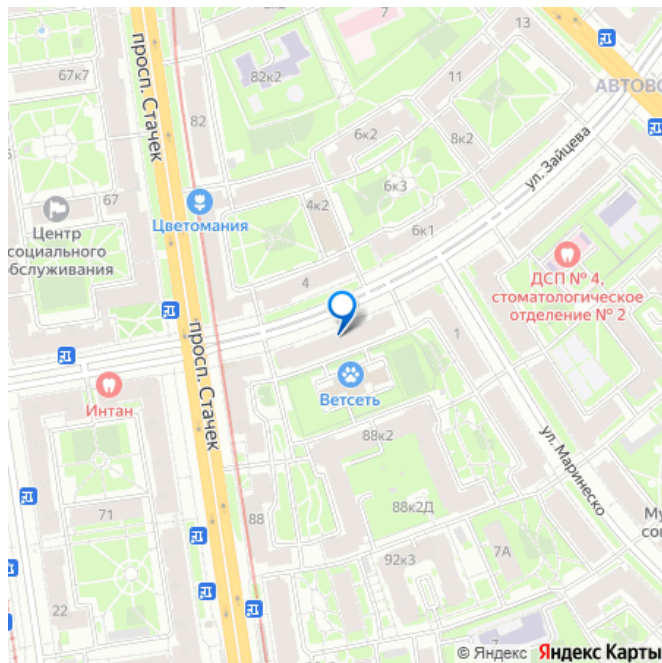 7
13
67к7
просп. Стачек
82к2
11
АВТОВО
82
6к2
8к2
ул. Зайцева
67
Цветомания
4к2
6к3
Центр
социального
обслуживания
6к1
ДСП № 4,
стоматологическое
отделение № 2
4
просп. Стачек
1
Интан
Ветсеть
88к2
ул. Маринеско
71
88
88к2Д
7А
92к3
22
7
© Яндекс Яндекс Карты